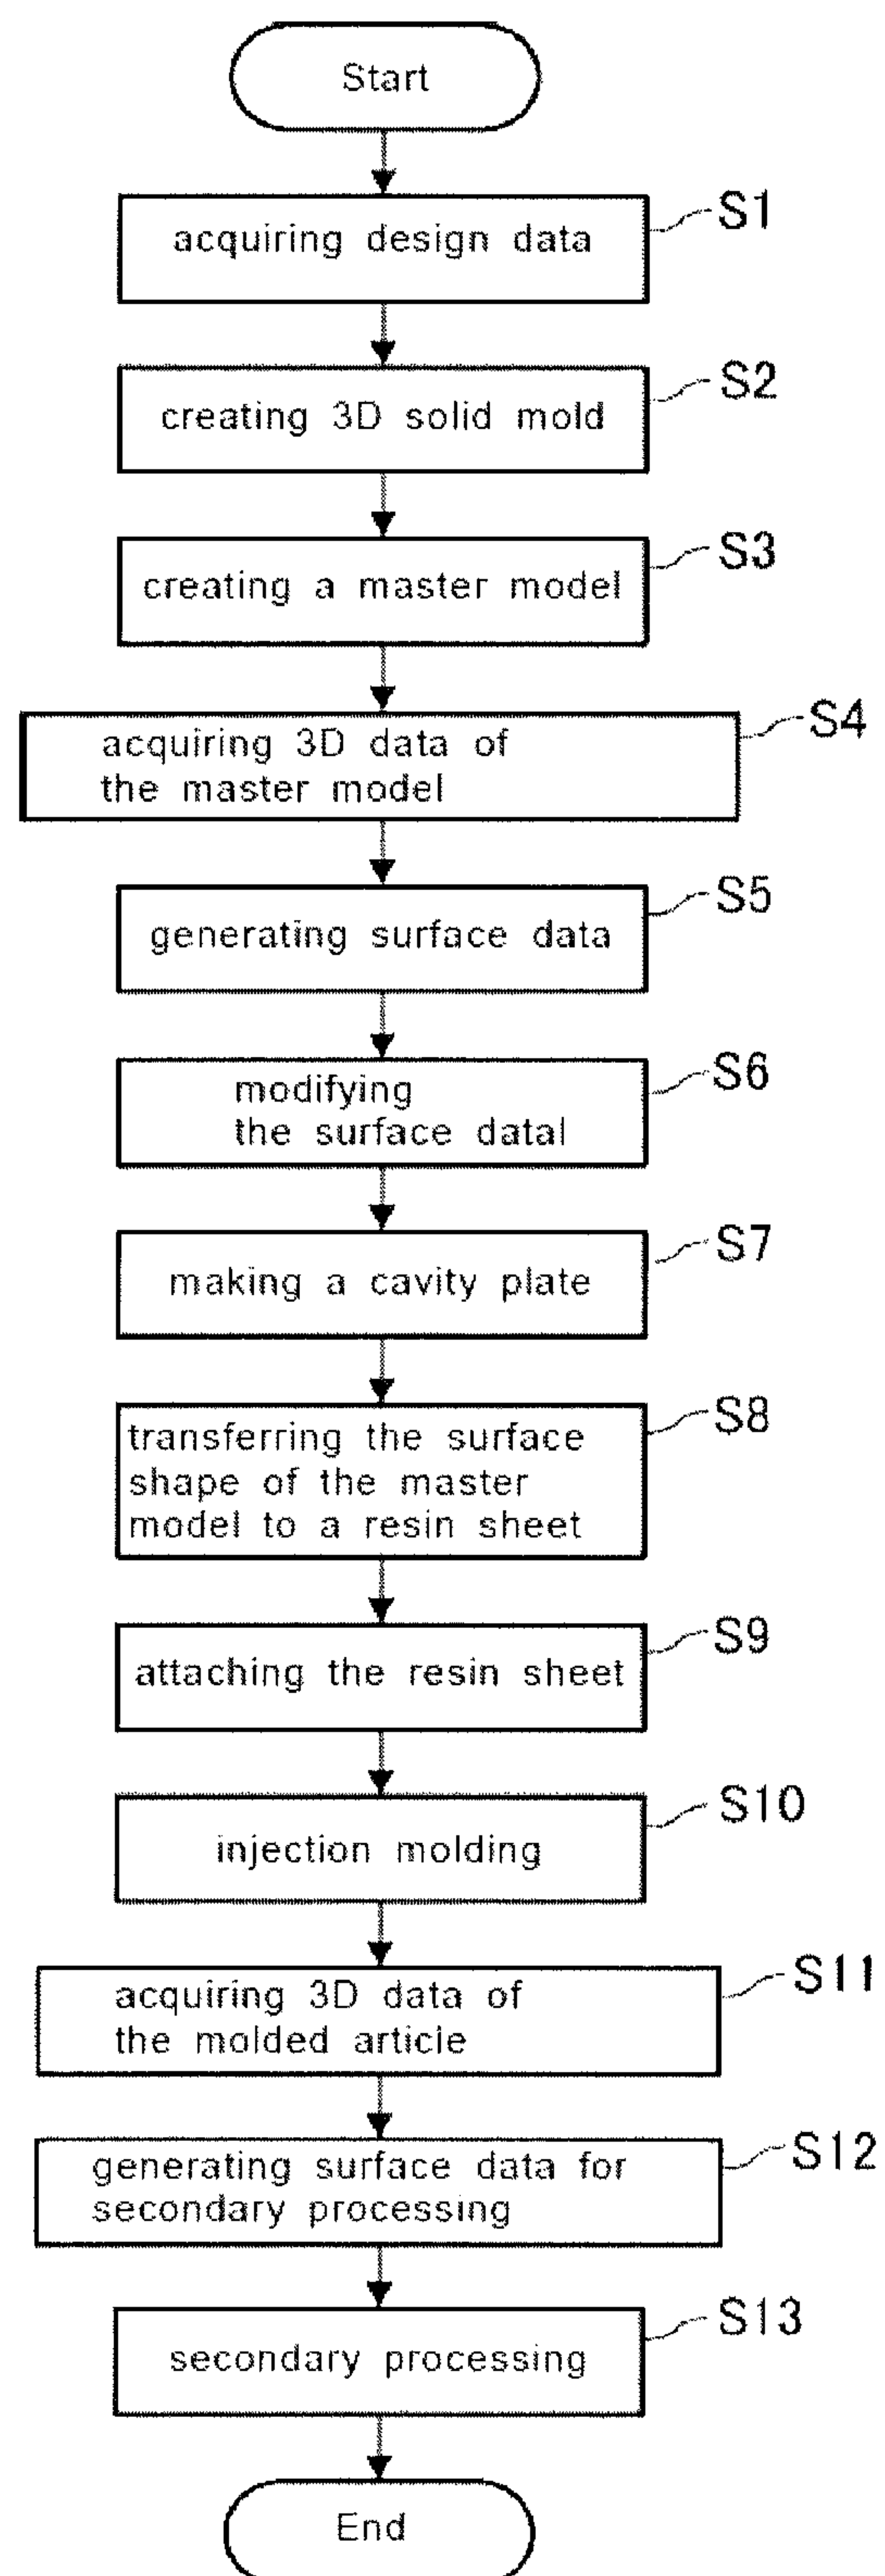 Start
acquiring design data
S1
creating 3D solid mold
S2
creating a master model
S3
acquiring 3D data of
the master model
S4
generating surface data
S5
modifying
the surface datal
S6
making a cavity plate
S7
transferring the surface
shape of the master
model to a resin sheet
S8
attaching the resin sheet
S9
injection molding
S10
acquiring 3D data of
the molded article
S11
generating surface data for
secondary processing
S12
secondary processing
S13
End